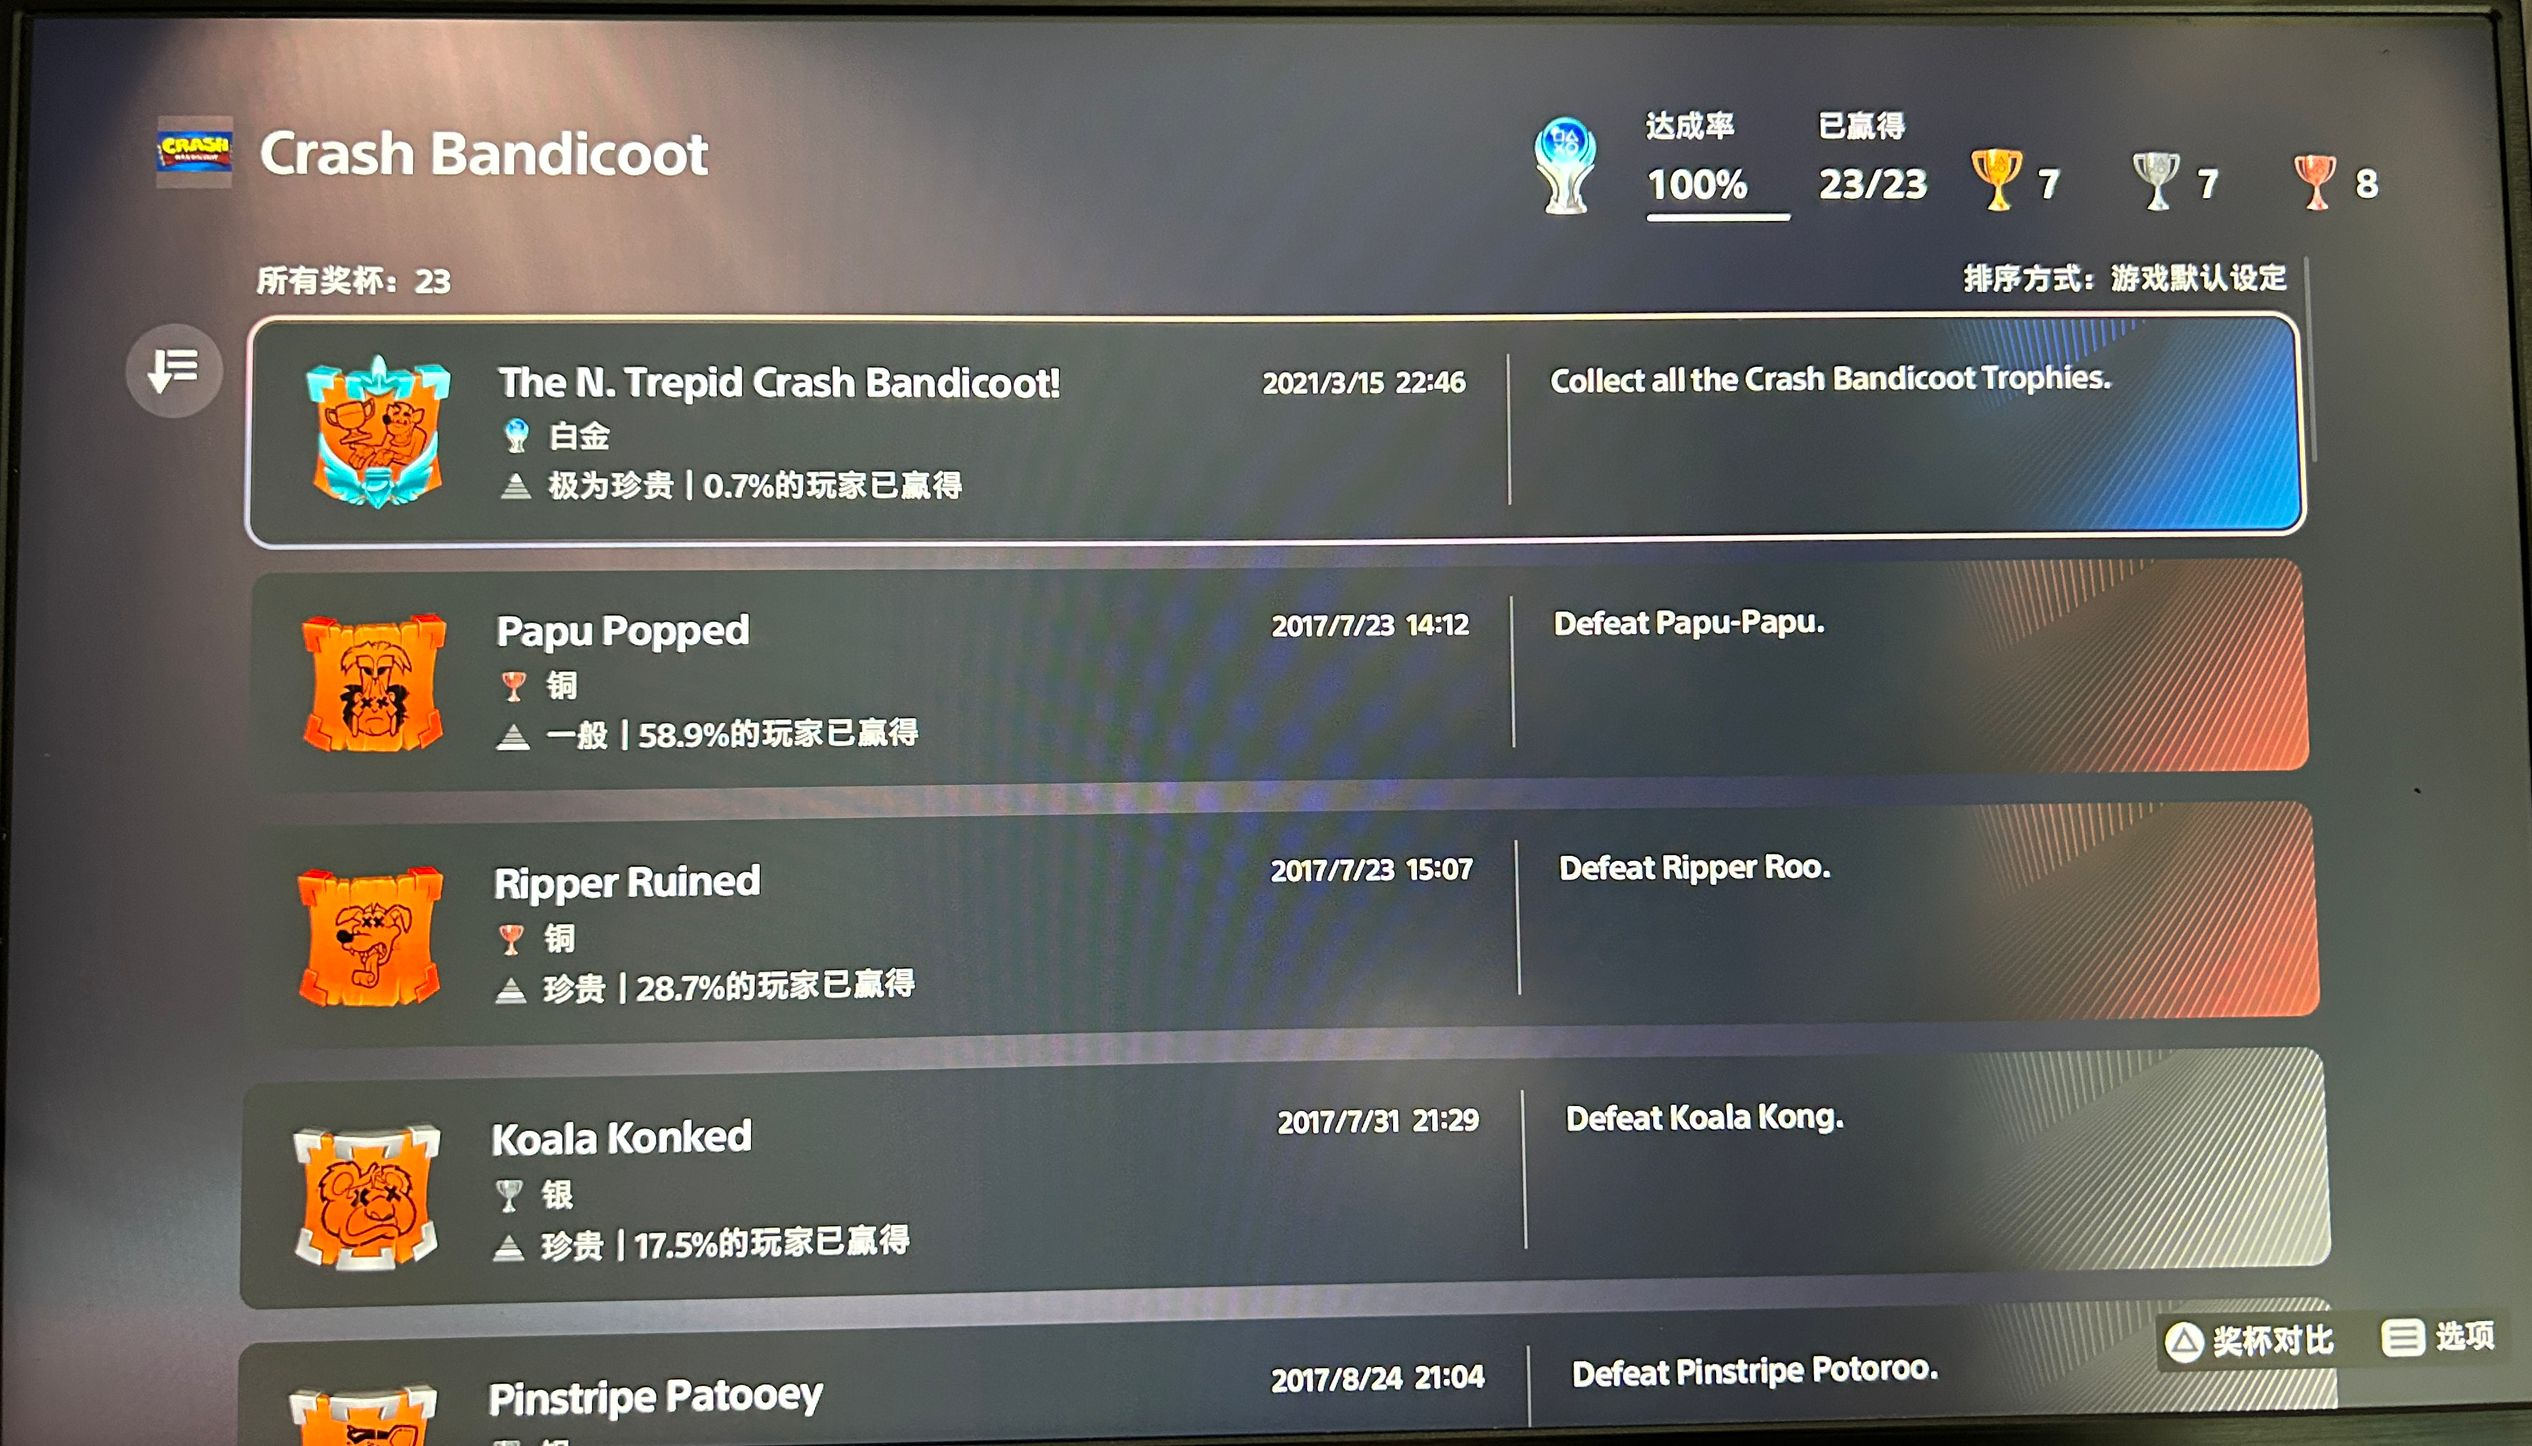 CRASH
BANDICOOT
Crash Bandicoot
达成率
100%
已赢得
23/23
7
7
8
所有奖杯：23
排序方式：游戏默认设定
The N. Trepid Crash Bandicoot!
2021/3/15 22:46
Collect all the Crash Bandicoot Trophies.
白金
极为珍贵 | 0.7%的玩家已赢得
Papu Popped
2017/7/23 14:12
Defeat Papu-Papu.
铜
一般 | 58.9%的玩家已赢得
Ripper Ruined
2017/7/23 15:07
Defeat Ripper Roo.
铜
珍贵 | 28.7%的玩家已赢得
Koala Konked
2017/7/31 21:29
Defeat Koala Kong.
银
珍贵 | 17.5%的玩家已赢得
Pinstripe Patooey
2017/8/24 21:04
Defeat Pinstripe Potoroo.
奖杯对比
选项